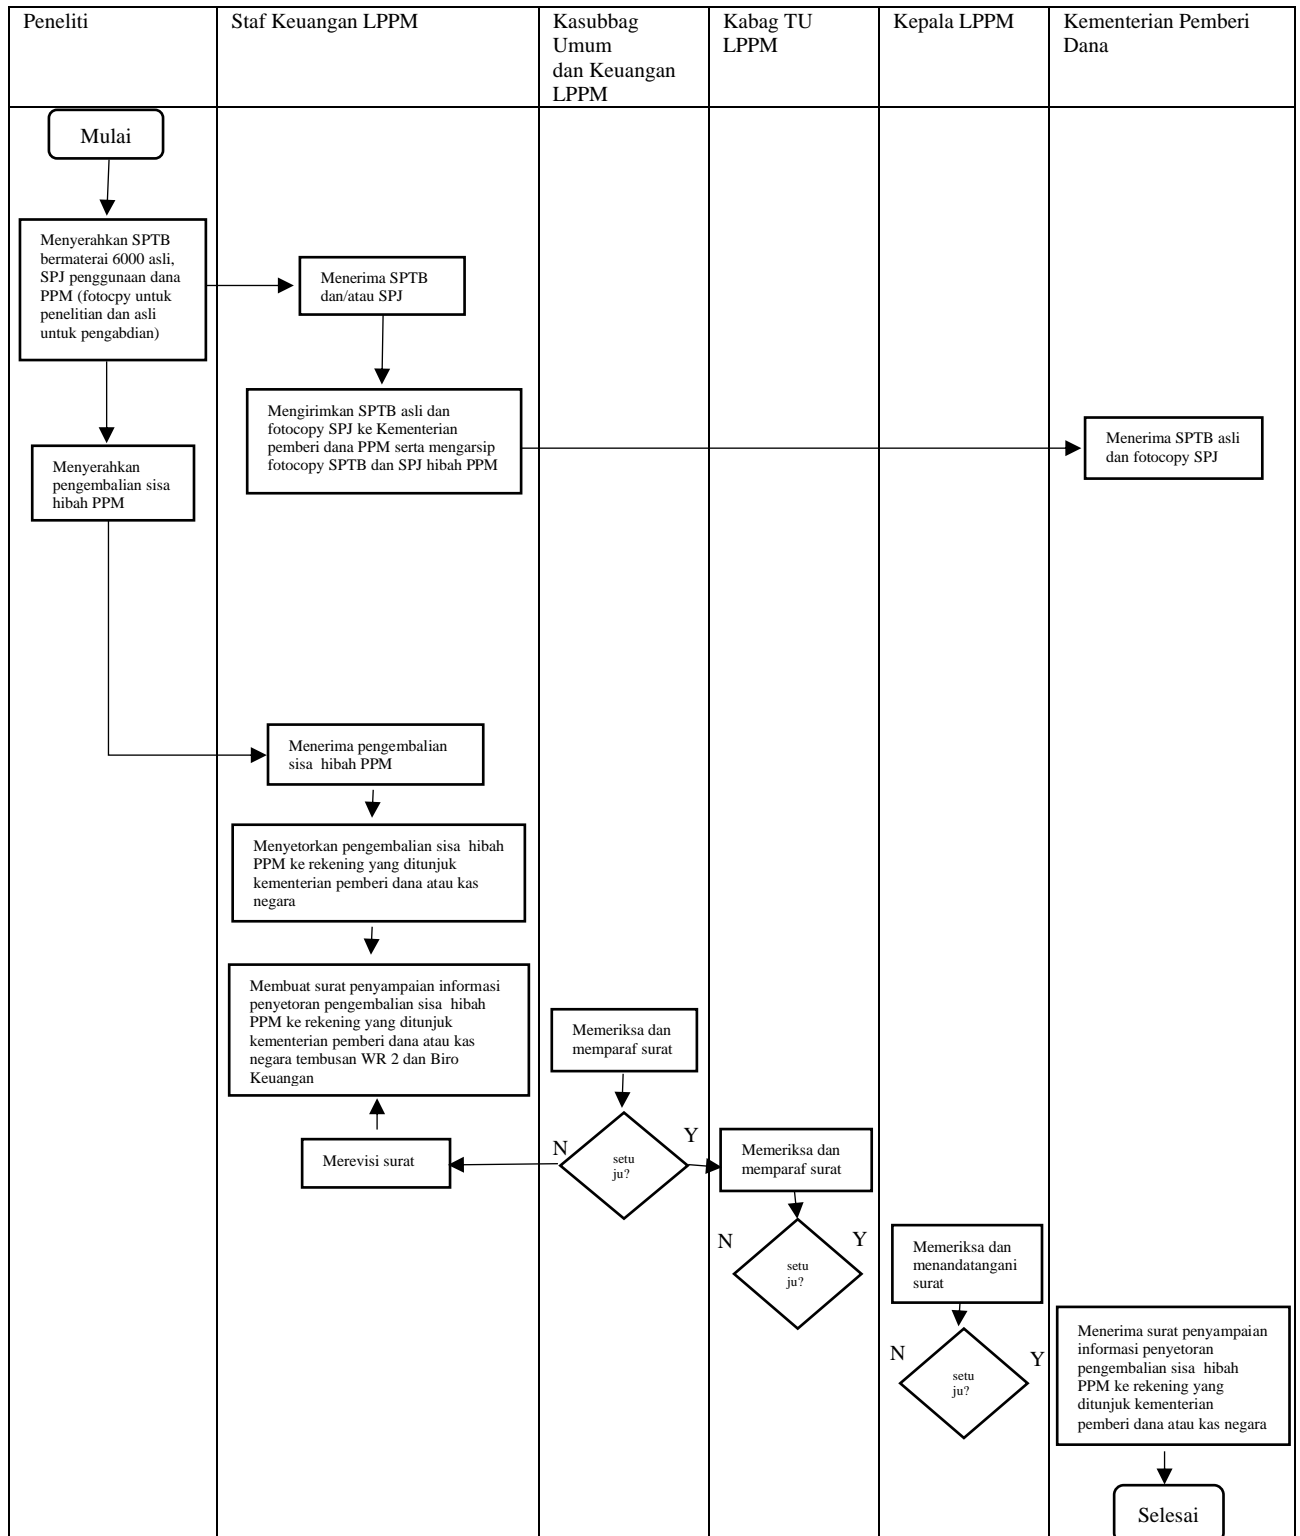 Peneliti
Staf Keuangan LPPM
Kasubbag
Umum
dan Keuangan
LPPM
Kabag TU
LPPM
Kepala LPPM
Kementerian Pemberi
Dana
Mulai
Menyerahkan SPTB
bermaterai 6000 asli,
SPJ penggunaan dana
PPM (fotocpy untuk
penelitian dan asli
untuk pengabdian)
Menerima SPTB
dan/atau SPJ
Mengirimkan SPTB asli dan
fotocopy SPJ ke Kementerian
pemberi dana PPM serta mengarsip
fotocopy SPTB dan SPJ hibah PPM
Menerima SPTB asli
dan fotocopy SPJ
Menyerahkan
pengembalian sisa
hibah PPM
Menerima pengembalian
sisa hibah PPM
Menyetorkan pengembalian sisa hibah
PPM ke rekening yang ditunjuk
kementerian pemberi dana atau kas
negara
Membuat surat penyampaian informasi
penyetoran pengembalian sisa hibah
PPM ke rekening yang ditunjuk
kementerian pemberi dana atau kas
negara tembusan WR 2 dan Biro
Keuangan
Memeriksa dan
memparaf surat
Merevisi surat
N
setu
ju?
Y
Memeriksa dan
memparaf surat
N
setu
ju?
Y
Memeriksa dan
menandatangani
surat
N
setu
ju?
Y
Menerima surat penyampaian
informasi penyetoran
pengembalian sisa hibah
PPM ke rekening yang
ditunjuk kementerian
pemberi dana atau kas negara
Selesai